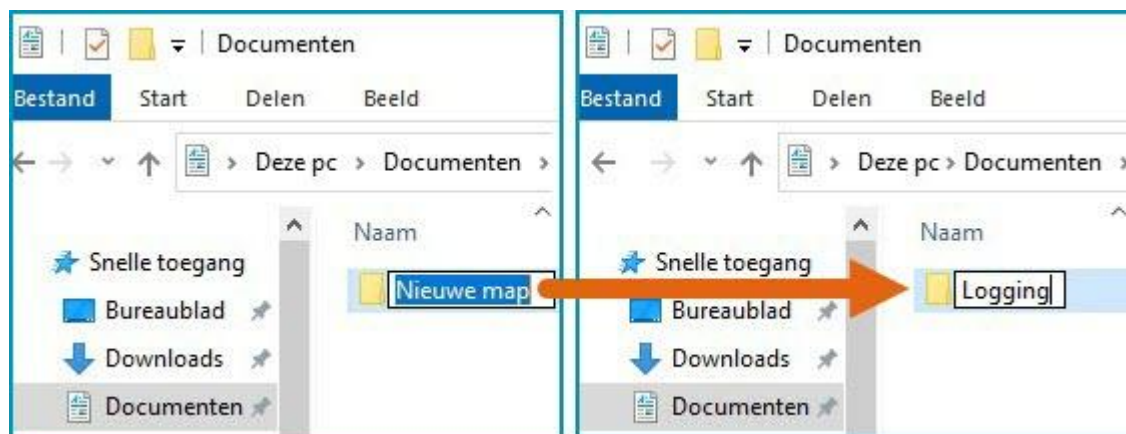 Documenten
Bestand Start Delen Beeld
Deze pc > Documenten >
Naam
Snelle toegang
Nieuwe map
Bureaublad
Downloads
Documenten
Documenten
Bestand Start Delen Beeld
Deze pc > Documenten >
Naam
Snelle toegang
Logging
Bureaublad
Downloads
Documenten